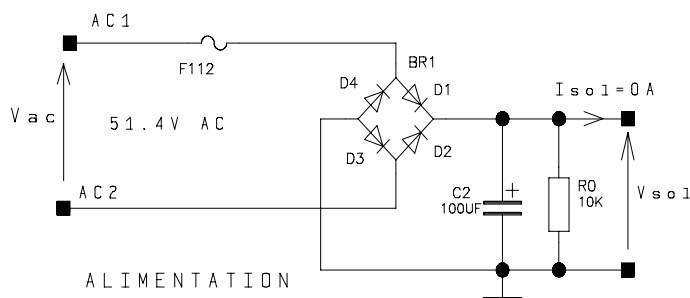 AC1
F112
BR1
D4
D1
Isol=0A
Vac
51.4V AC
D3
D2
AC2
C2
100UF
+
R0
10K
Vsol
ALIMENTATION